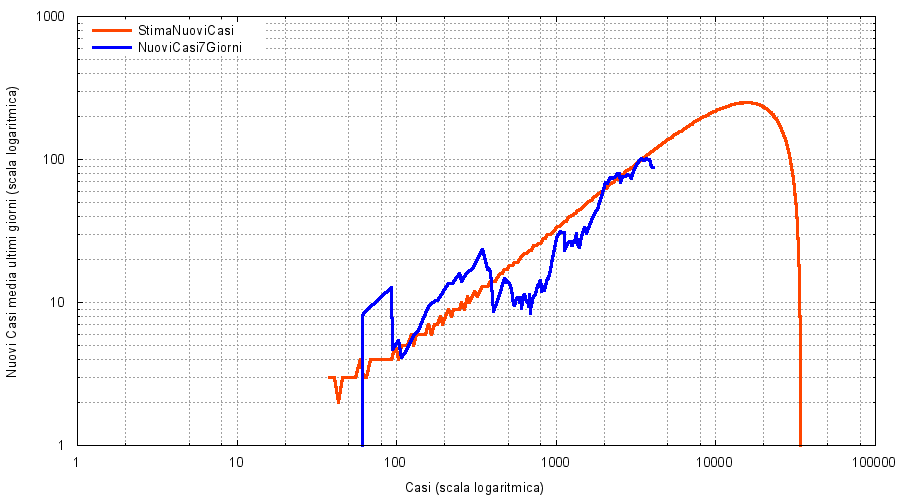 1000
StimaNuoviCasi
NuoviCasi7Giorni
100
10
1
Nuovi Casi media ultimi giorni (scala logaritmica)
1 10 100 1000 10000 100000
Casi (scala logaritmica)